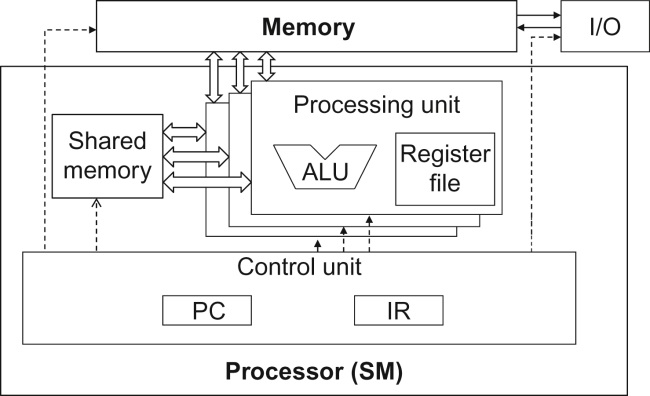 Memory
I/O
Processing unit
Shared
memory
ALU
Register
file
Control unit
PC
IR
Processor (SM)